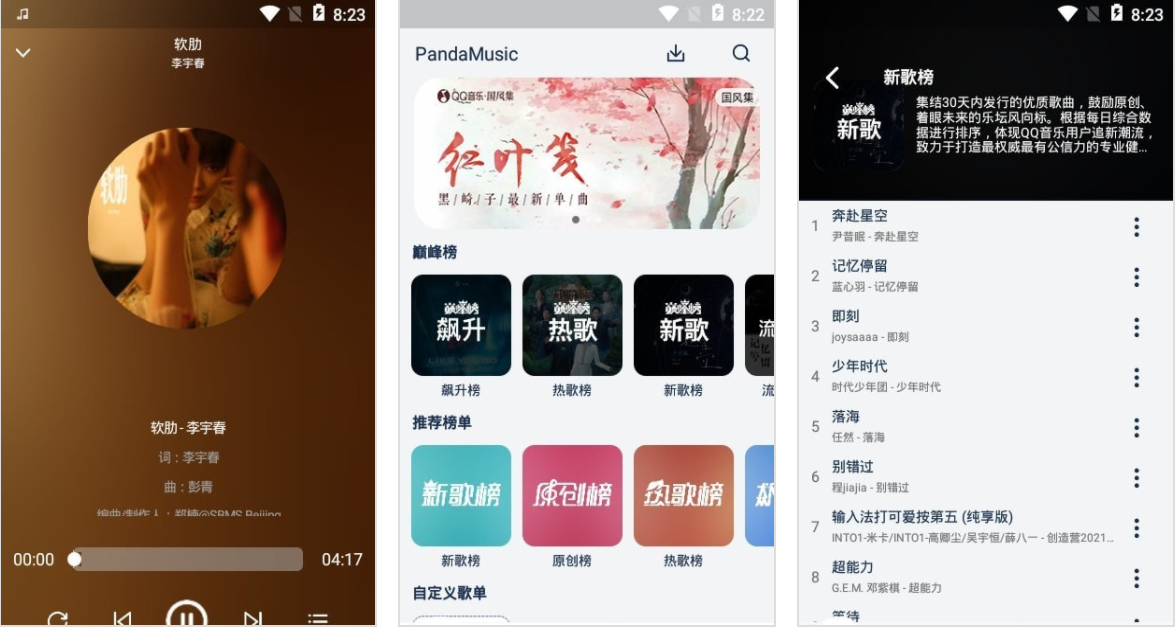 8:23
软肋
李宇春
软肋
软肋-李宇春
词：李宇春
曲：彭青
编曲/制作人：郑楠@SBMS Beijing
00:00
04:17
8:22
PandaMusic
QQ音乐·国风集
国风集
红叶笺
黑/崎/子/最/新/单/曲
巅峰榜
巅峰榜
飙升
巅峰榜
热歌
巅峰榜
新歌
飙升榜
热歌榜
新歌榜
流
推荐榜单
新歌榜
原创榜
热歌榜
新歌榜
原创榜
热歌榜
自定义歌单
8:23
新歌榜
巅峰榜
新歌
集结30天内发行的优质歌曲，鼓励原创、
着眼未来的乐坛风向标。根据每日综合数
据进行排序，体现QQ音乐用户追新潮流，
致力于打造最权威最有公信力的专业健...
1 奔赴星空
尹昔眠 - 奔赴星空
2 记忆停留
蓝心羽 - 记忆停留
3 即刻
joysaaaa - 即刻
4 少年时代
时代少年团 - 少年时代
5 落海
任然 - 落海
6 别错过
程jiajia - 别错过
7 输入法打可爱按第五 (纯享版)
INTO1-米卡/INTO1-高卿尘/吴宇恒/薛八一 - 创造营2021...
8 超能力
G.E.M. 邓紫棋 - 超能力
等待